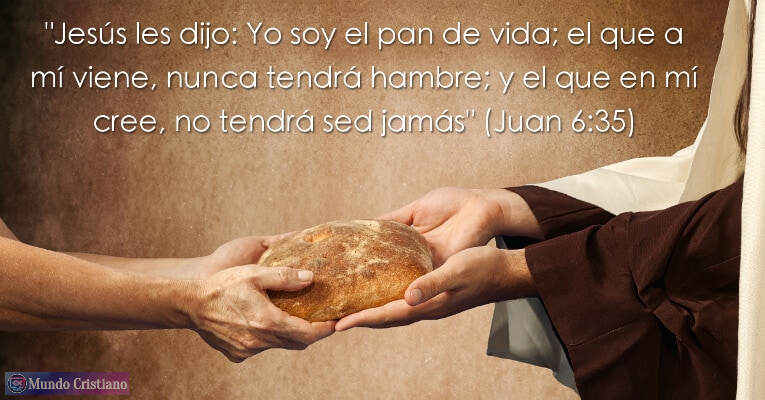 "Jesús les dijo: Yo soy el pan de vida; el que a
mí viene, nunca tendrá hambre; y el que en mí
cree, no tendrá sed jamás" (Juan 6:35)
Mundo Cristiano